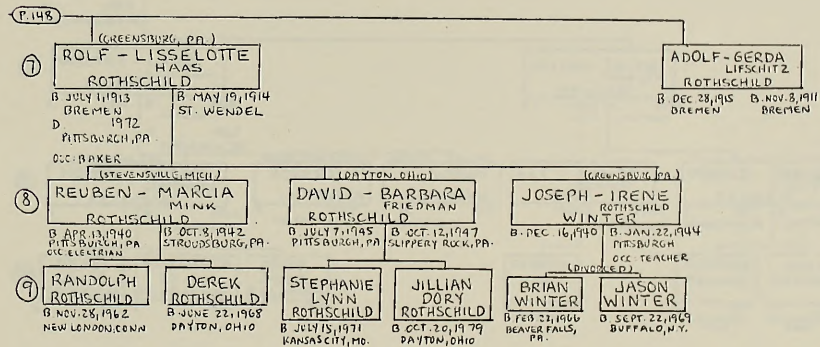 P.148
(GREENSBURG, PA.)
7
ROLF - LISSELOTTE
HAAS
ROTHSCHILD
B JULY 1, 1913
BREMEN
D 1972
PITTSBURGH, PA.
OCC: BAKER
B MAY 19, 1914
ST. WENDEL
ADOLF - GERDA
LIFSCHITZ
ROTHSCHILD
B. DEC. 28, 1915
BREMEN
B. NOV. 8, 1911
BREMEN
8
(STEVENSVILLE, MICH)
REUBEN - MARCIA
MINK
ROTHSCHILD
B APR. 13, 1940
PITTSBURGH, PA
OCC ELECTRIAN
B OCT. 8, 1942
STROUDSBURG, PA.
(DAYTON, OHIO)
DAVID - BARBARA
FRIEDMAN
ROTHSCHILD
B JULY 7, 1945
PITTSBURGH, PA
B OCT. 12, 1947
SLIPPERY ROCK, PA.
(GREENSBURG PA)
JOSEPH - IRENE
ROTHSCHILD
WINTER
B. DEC. 16, 1940
B. JAN. 22, 1944
PITTSBURGH
OCC TEACHER
(DIVORCED)
9
RANDOLPH
ROTHSCHILD
B NOV. 28, 1962
NEW LONDON, CONN
DEREK
ROTHSCHILD
B JUNE 22, 1968
DAYTON, OHIO
STEPHANIE
LYNN
ROTHSCHILD
B JULY 15, 1971
KANSAS CITY, MO.
JILLIAN
DORY
ROTHSCHILD
B OCT. 20, 1979
DAYTON, OHIO
BRIAN
WINTER
B FEB 22, 1966
BEAVER FALLS,
PA.
JASON
WINTER
B. SEPT. 22, 1969
BUFFALO, N.Y.